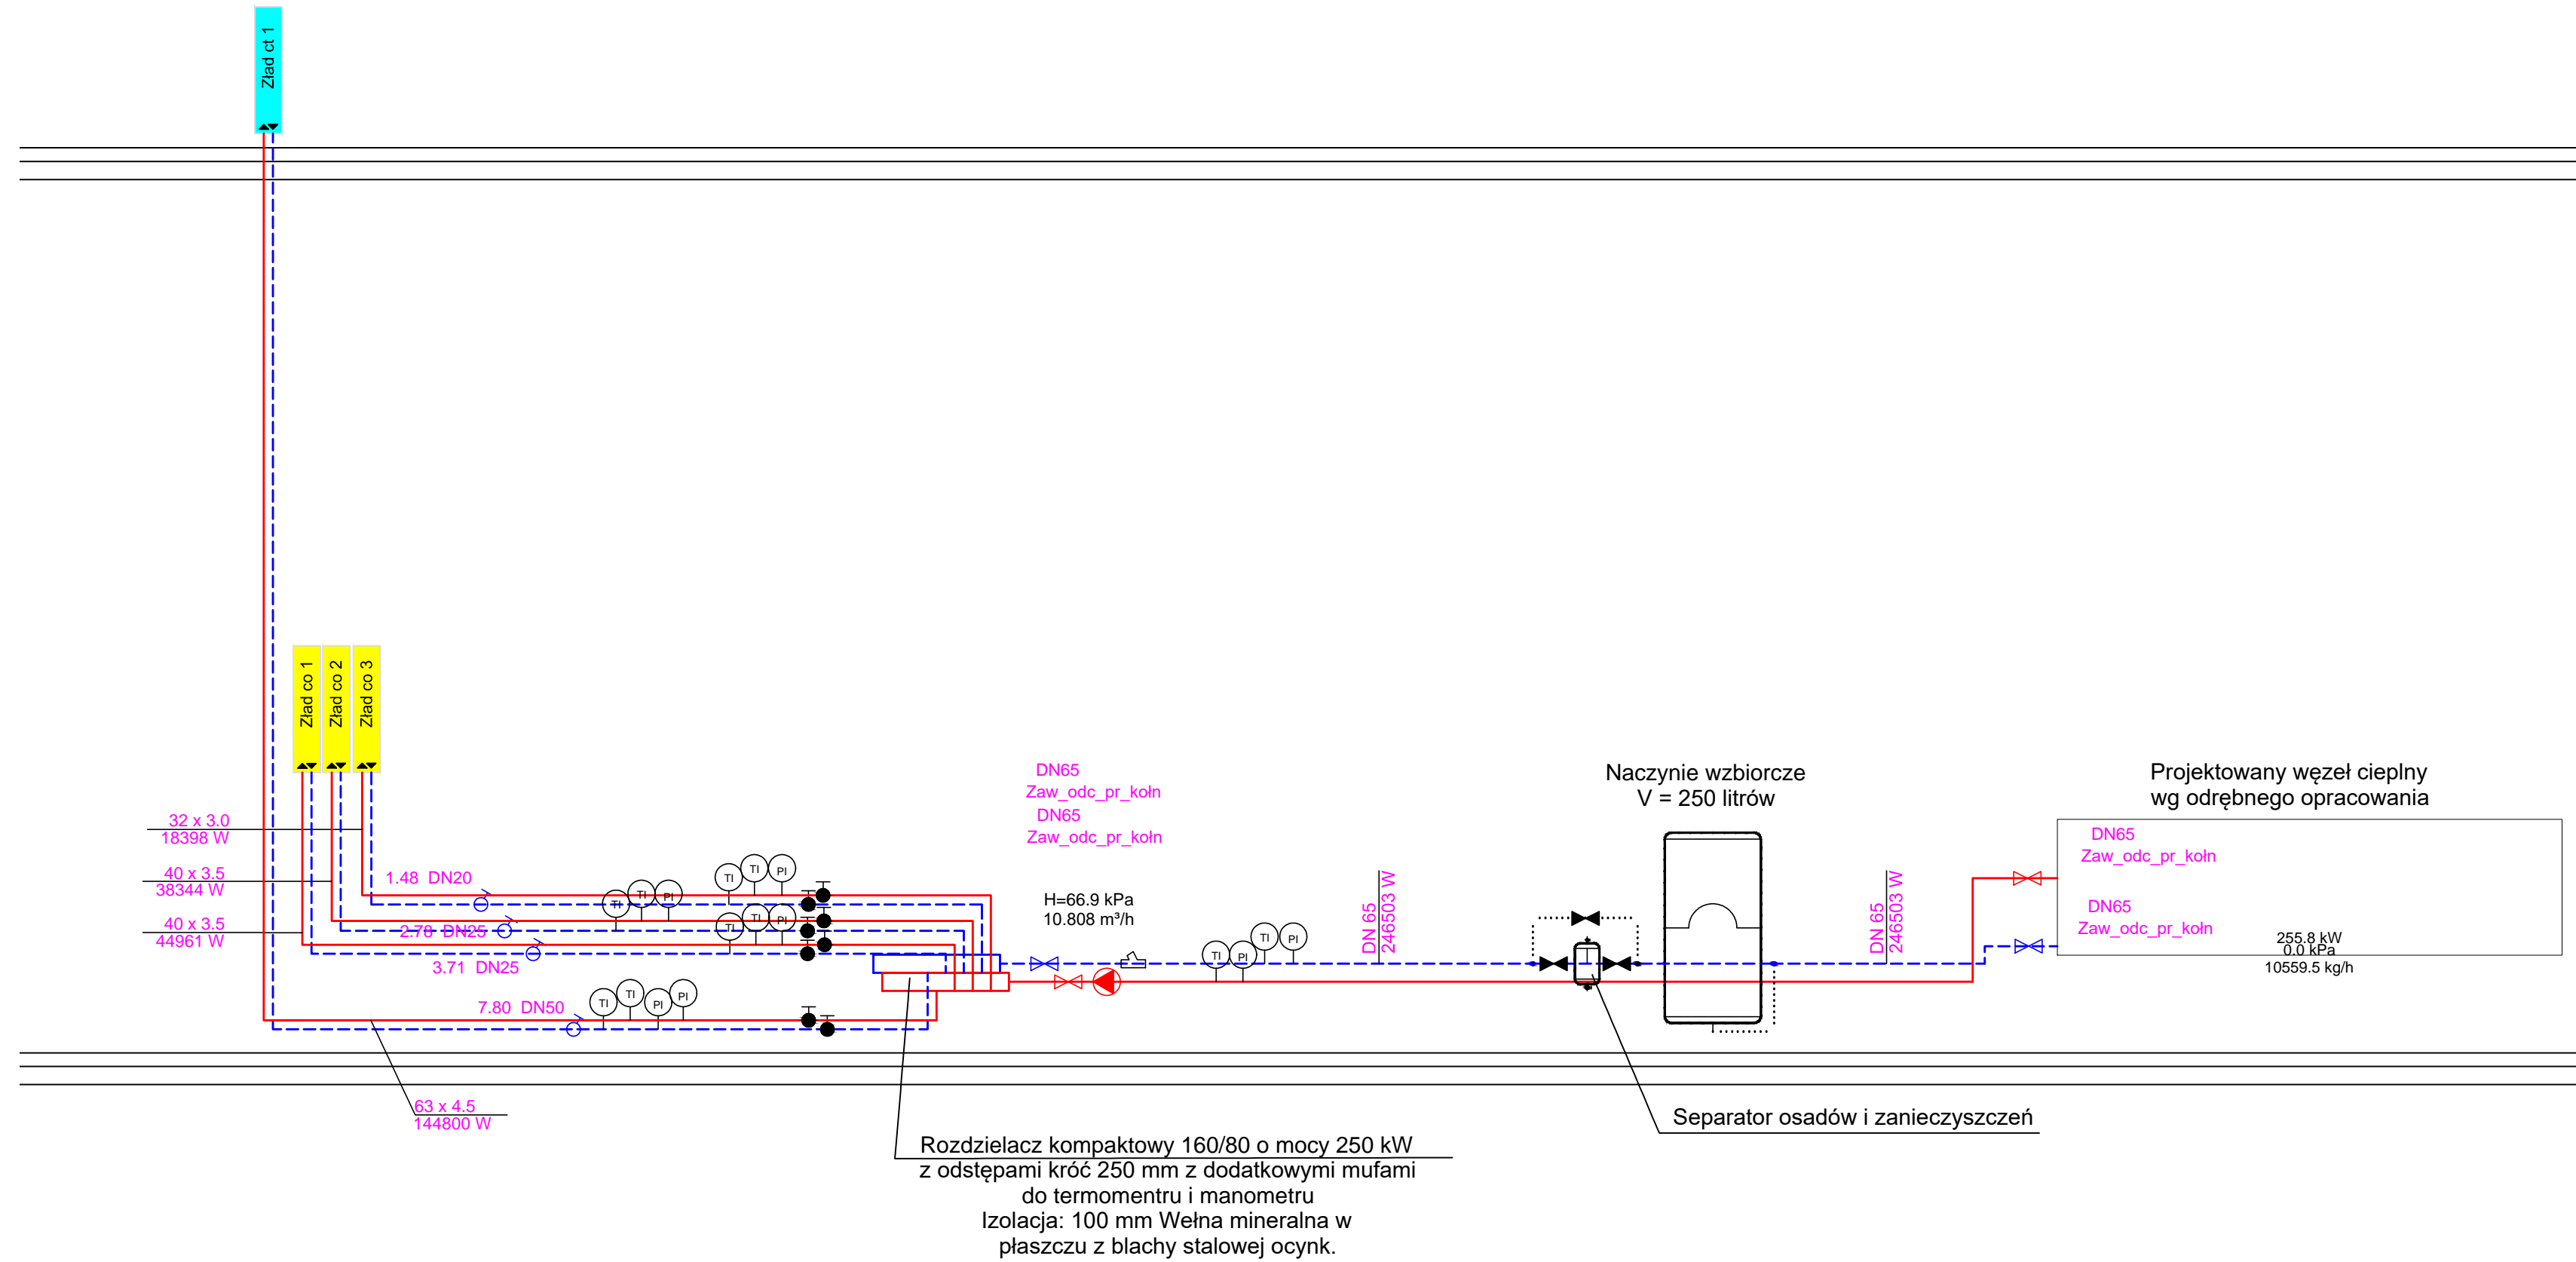 Zład ct 1
Zład co 1
Zład co 2
Zład co 3
32 x 3.0
18398 W
40 x 3.5
38344 W
40 x 3.5
44961 W
1.48 DN20
2.78 DN25
3.71 DN25
7.80 DN50
TI
TI
PI
TI
TI
PI
TI
TI
PI
TI
TI
PI
PI
63 x 4.5
144800 W
DN65
Zaw_odc_pr_kołn
DN65
Zaw_odc_pr_kołn
H=66.9 kPa
10.808 m³/h
TI
PI
TI
PI
DN 65
246503 W
Naczynie wzbiorcze
V = 250 litrów
DN 65
246503 W
Projektowany węzeł cieplny
wg odrębnego opracowania
DN65
Zaw_odc_pr_kołn
DN65
Zaw_odc_pr_kołn
255.8 kW
0.0 kPa
10559.5 kg/h
Separator osadów i zanieczyszczeń
Rozdzielacz kompaktowy 160/80 o mocy 250 kW
z odstępami króć 250 mm z dodatkowymi mufami
do termomentru i manometru
Izolacja: 100 mm Wełna mineralna w
płaszczu z blachy stalowej ocynk.